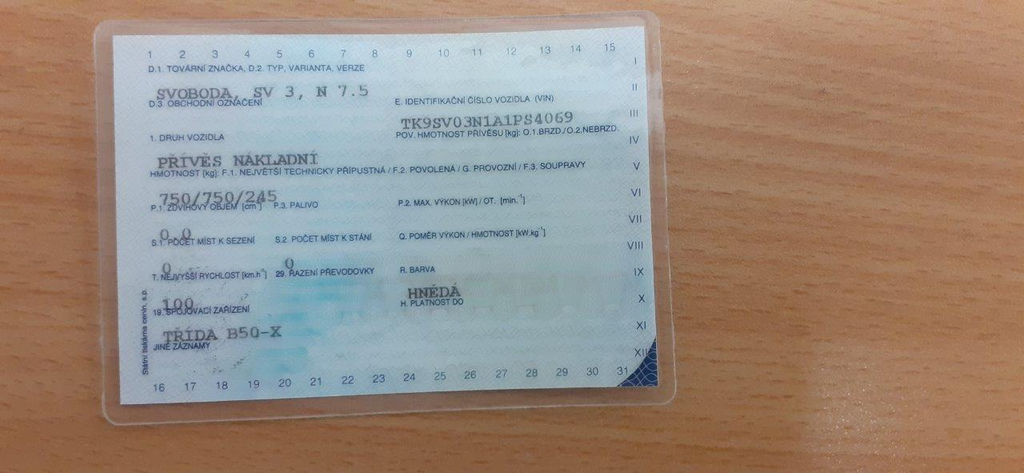 1 2 3 4 5 6 7 8 9 10 11 12 13 14 15
D.1. TOVÁRNÍ ZNAČKA, D.2. TYP, VARIANTA, VERZE
I
SVOBODA, SV 3, N 7.5
II
D.3. OBCHODNÍ OZNAČENÍ
E. IDENTIFIKAČNÍ ČÍSLO VOZIDLA (VIN)
TK9SV03N1A1PS4069
III
1. DRUH VOZIDLA
POV. HMOTNOST PŘÍVĚSU [kg]: O.1.BRZD./O.2.NEBRZD.
IV
PŘÍVĚS NÁKLADNÍ
HMOTNOST [kg]: F.1. NEJVĚTŠÍ TECHNICKY PŘÍPUSTNÁ / F.2. POVOLENÁ / G. PROVOZNÍ / F.3. SOUPRAVY
V
750/750/245
VI
P.1. ZDVIHOVÝ OBJEM [cm³] P.3. PALIVO
P.2. MAX. VÝKON [kW] / OT. [min.⁻¹]
VII
0.0
S.1. POČET MÍST K SEZENÍ
S.2. POČET MÍST K STÁNÍ
Q. POMĚR VÝKON / HMOTNOST [kW.kg⁻¹]
VIII
0
0
T. NEJVYŠŠÍ RYCHLOST [km.h⁻¹]
29. ŘAZENÍ PŘEVODOVKY
R. BARVA
IX
100
HNĚDÁ
X
19. SPOJOVACÍ ZAŘÍZENÍ
H. PLATNOST DO
TŘÍDA B50-X
XI
JINÉ ZÁZNAMY
XII
16 17 18 19 20 21 22 23 24 25 26 27 28 29 30 31
Státní tiskárna cenin, s.p.